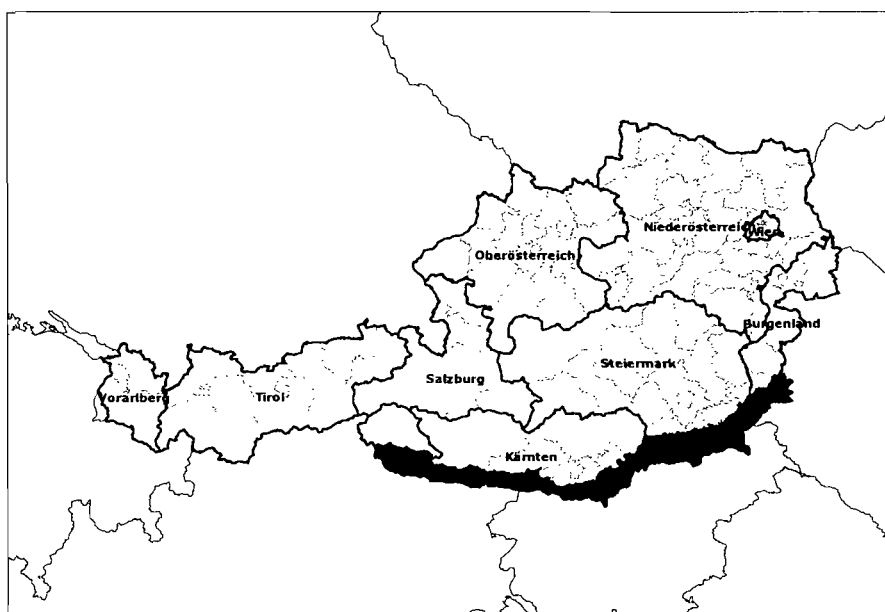 Niederösterreich
Wien
Oberösterreich
Burgenland
Steiermark
Salzburg
Vorarlberg
Tirol
Kärnten